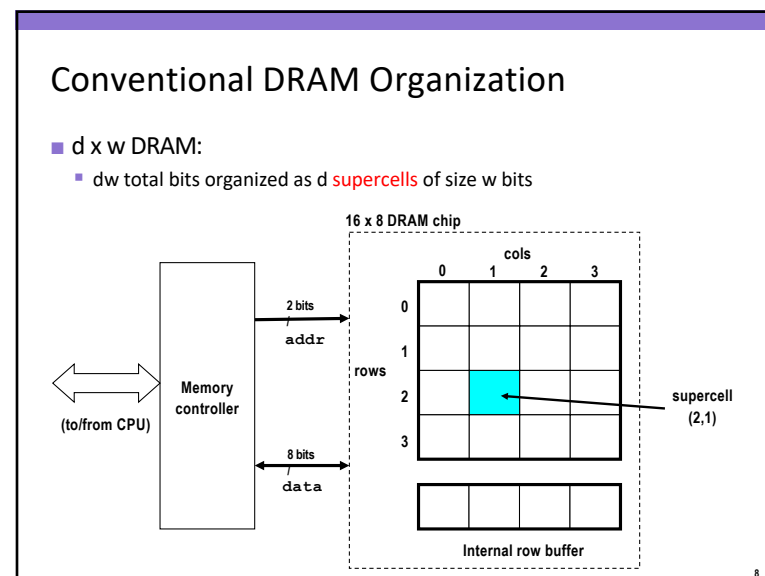 Conventional DRAM Organization
■ d x w DRAM:
▪ dw total bits organized as d supercells of size w bits
16 x 8 DRAM chip
cols
0 1 2 3
2 bits
/
addr
0
1
rows
2
3
Memory
controller
(to/from CPU)
supercell
(2,1)
8 bits
/
data
Internal row buffer
8